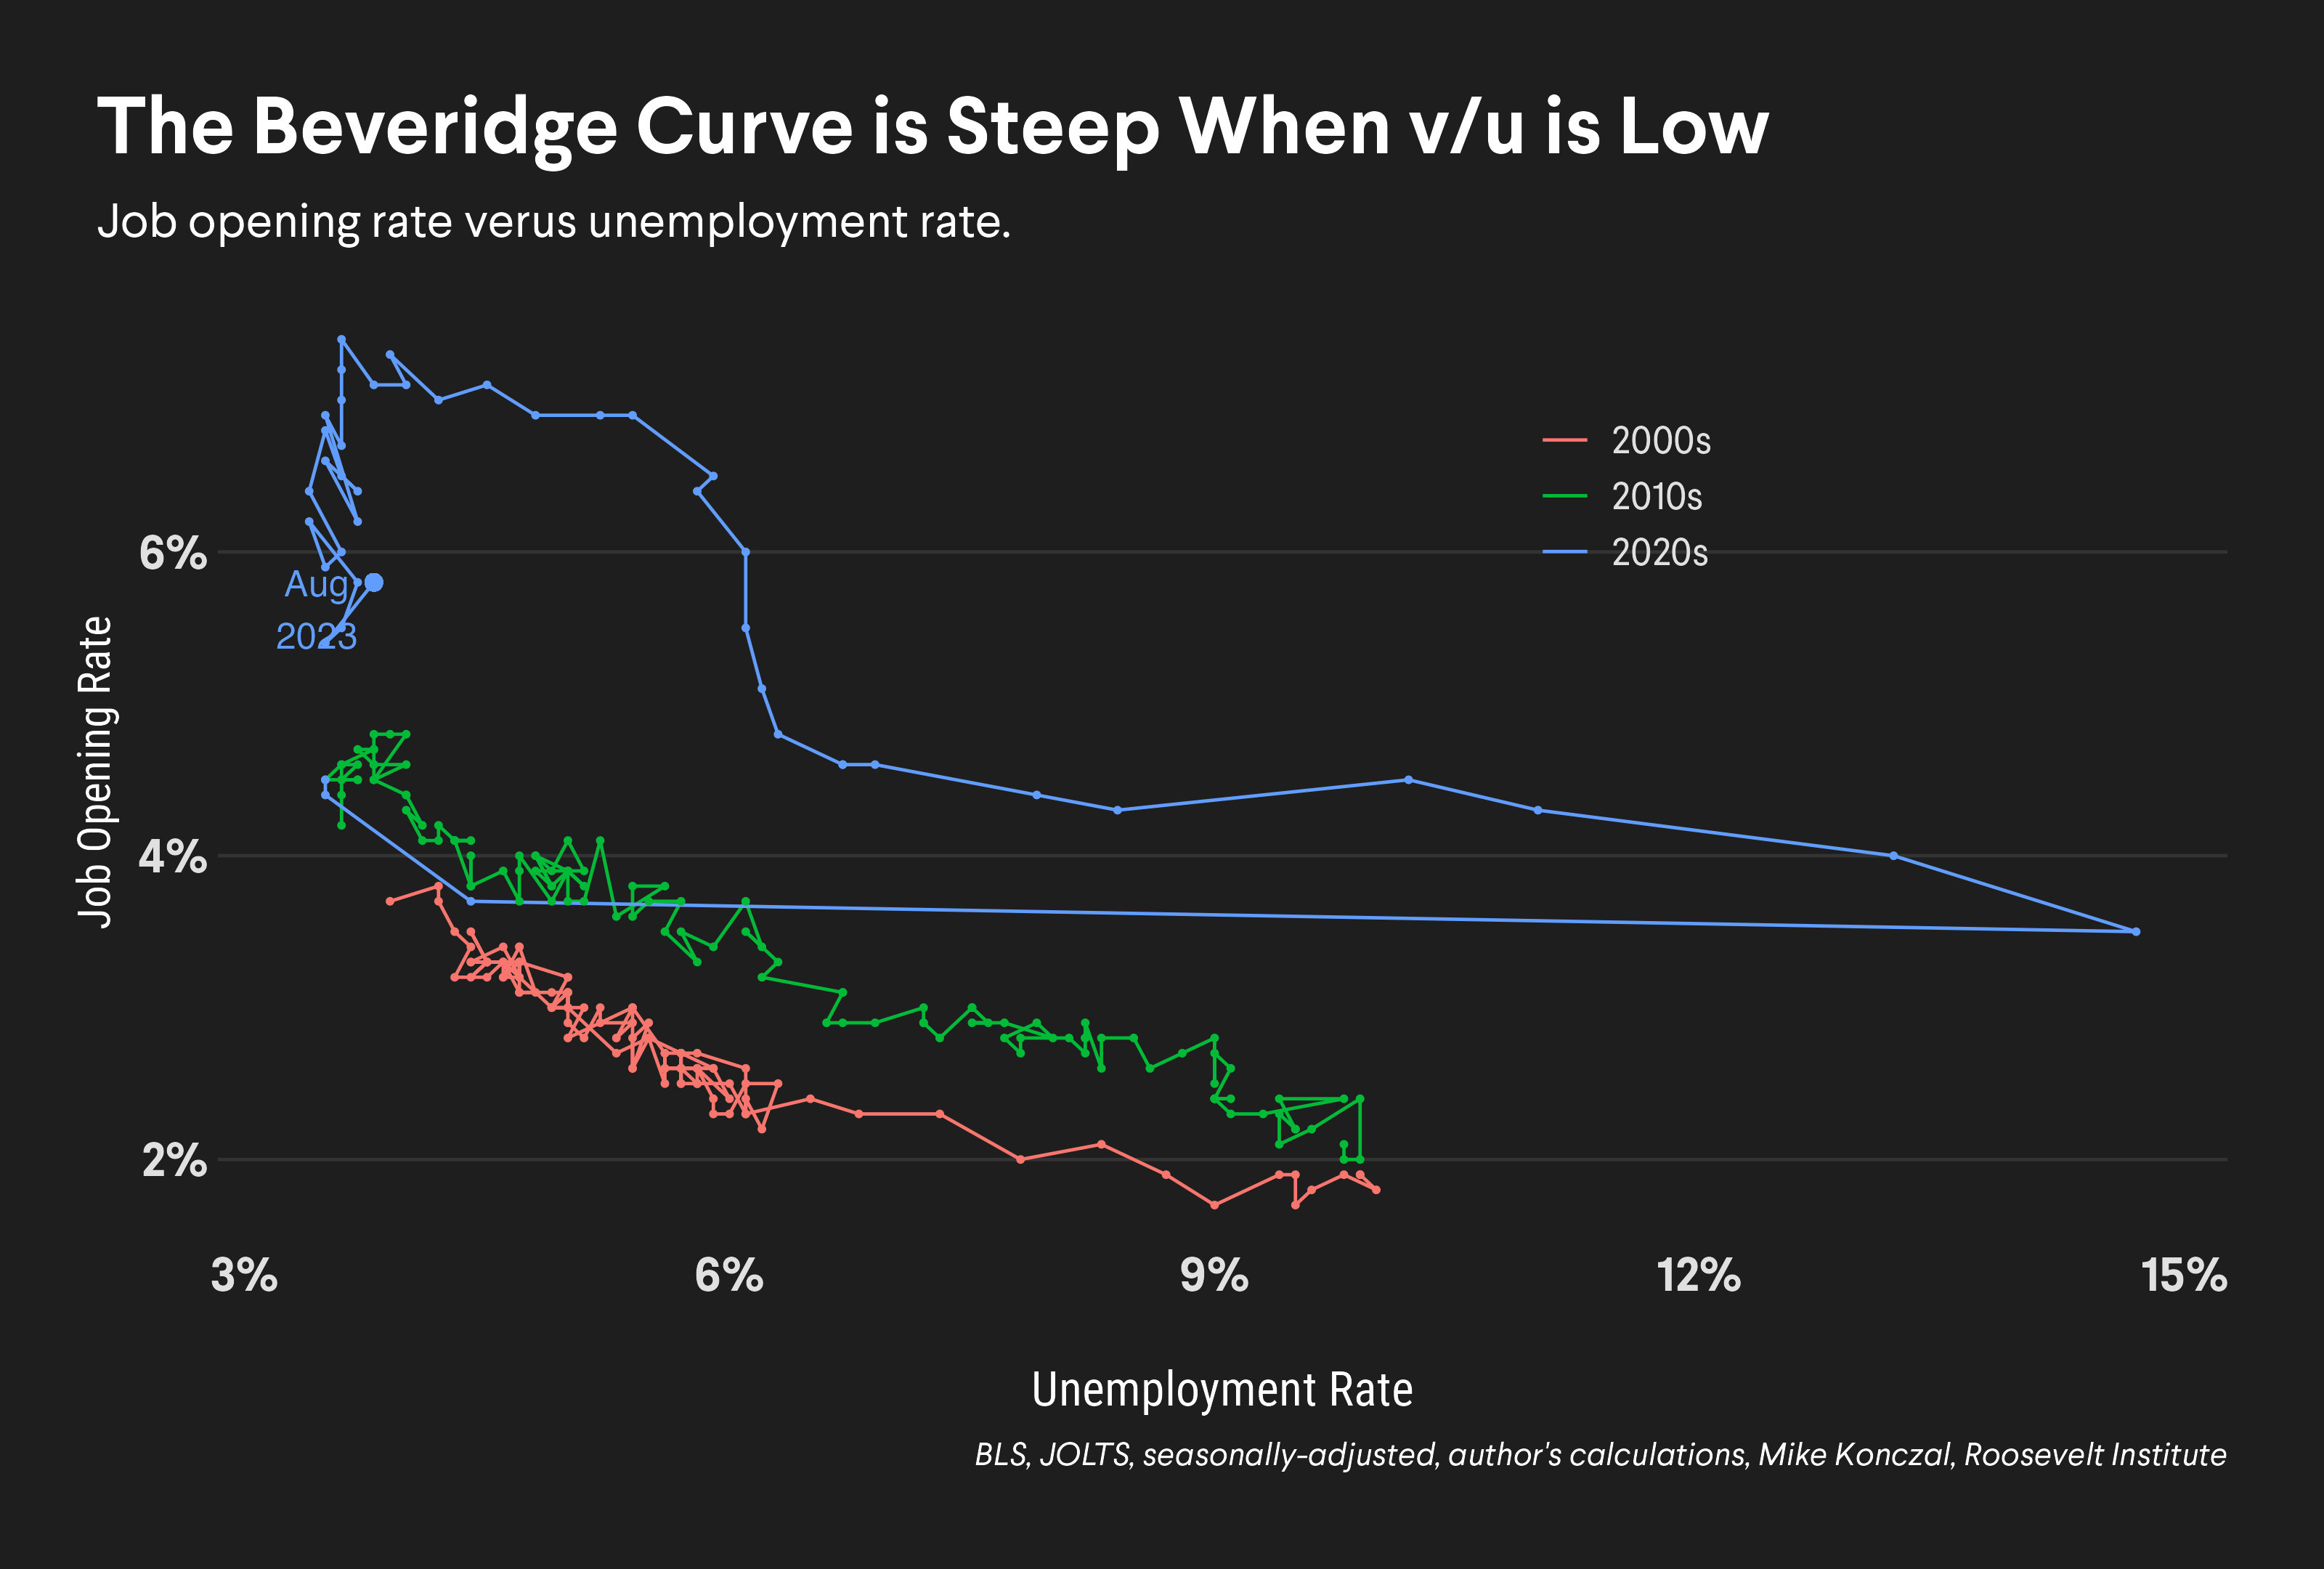 The Beveridge Curve is Steep When v/u is Low
Job opening rate verus unemployment rate.
2000s
2010s
2020s
6%
Aug
2023
4%
2%
Job Opening Rate
3% 6% 9% 12% 15%
Unemployment Rate
BLS, JOLTS, seasonally-adjusted, author's calculations, Mike Konczal, Roosevelt Institute